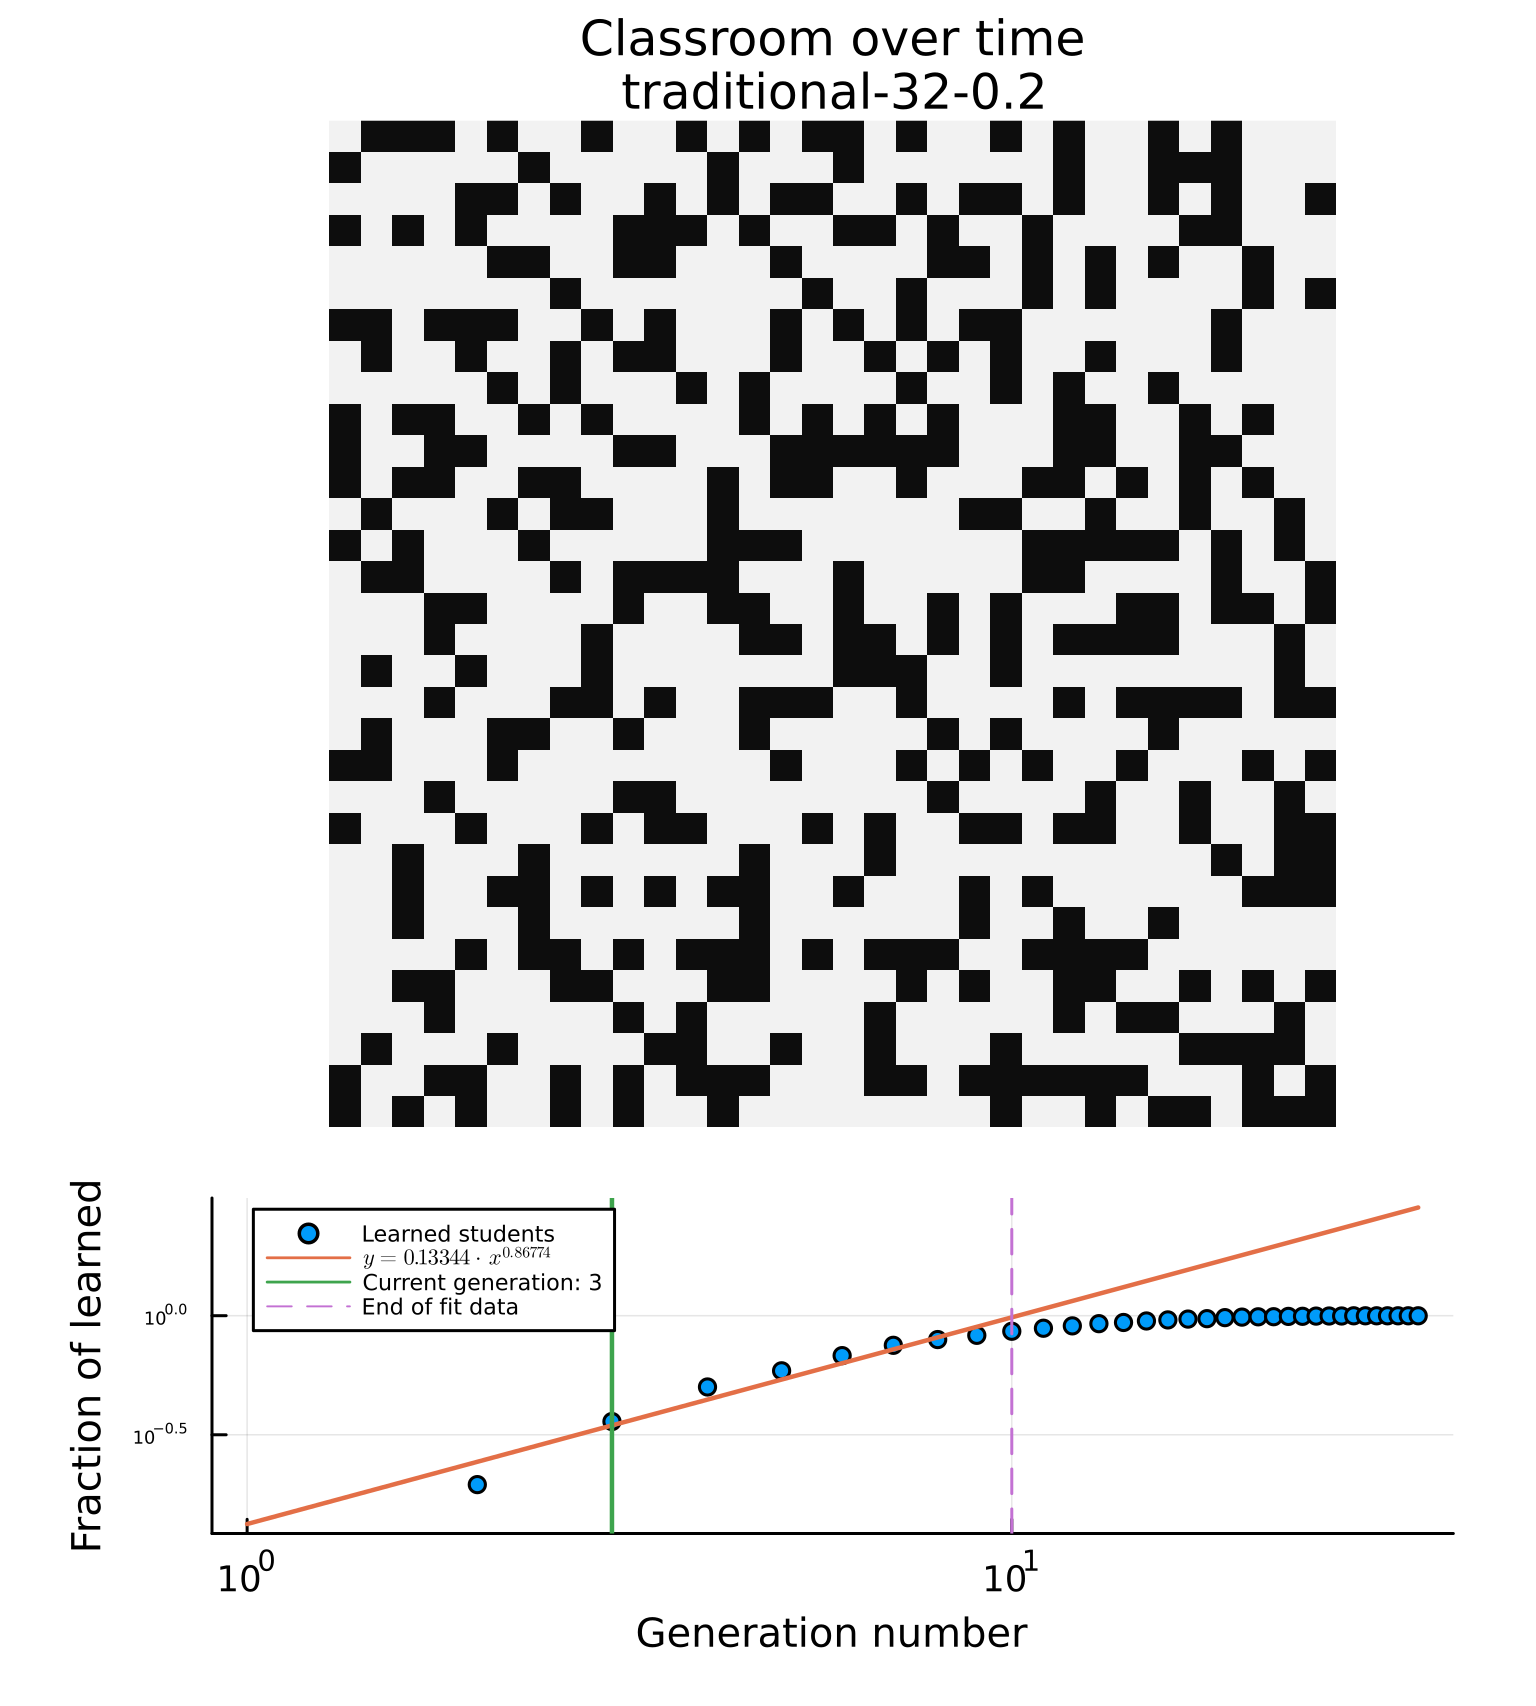 Classroom over time
traditional-32-0.2
Fraction of learned
Learned students
y = 0.13344 · x^0.86774
Current generation: 3
End of fit data
10^0.0
10^−0.5
10^0
10^1
Generation number